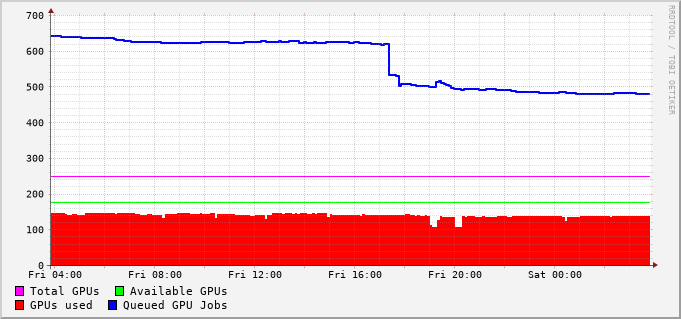 700
600
500
400
300
200
100
0
Fri 04:00 Fri 08:00 Fri 12:00 Fri 16:00 Fri 20:00 Sat 00:00
Total GPUs Available GPUs
GPUs used Queued GPU Jobs
RRDTOOL / TOBI OETIKER